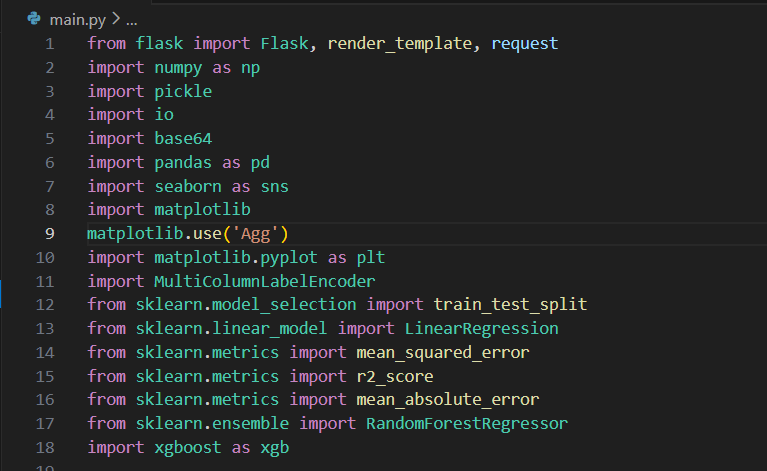 main.py > ...
1 from flask import Flask, render_template, request
2 import numpy as np
3 import pickle
4 import io
5 import base64
6 import pandas as pd
7 import seaborn as sns
8 import matplotlib
9 matplotlib.use('Agg')
10 import matplotlib.pyplot as plt
11 import MultiColumnLabelEncoder
12 from sklearn.model_selection import train_test_split
13 from sklearn.linear_model import LinearRegression
14 from sklearn.metrics import mean_squared_error
15 from sklearn.metrics import r2_score
16 from sklearn.metrics import mean_absolute_error
17 from sklearn.ensemble import RandomForestRegressor
18 import xgboost as xgb